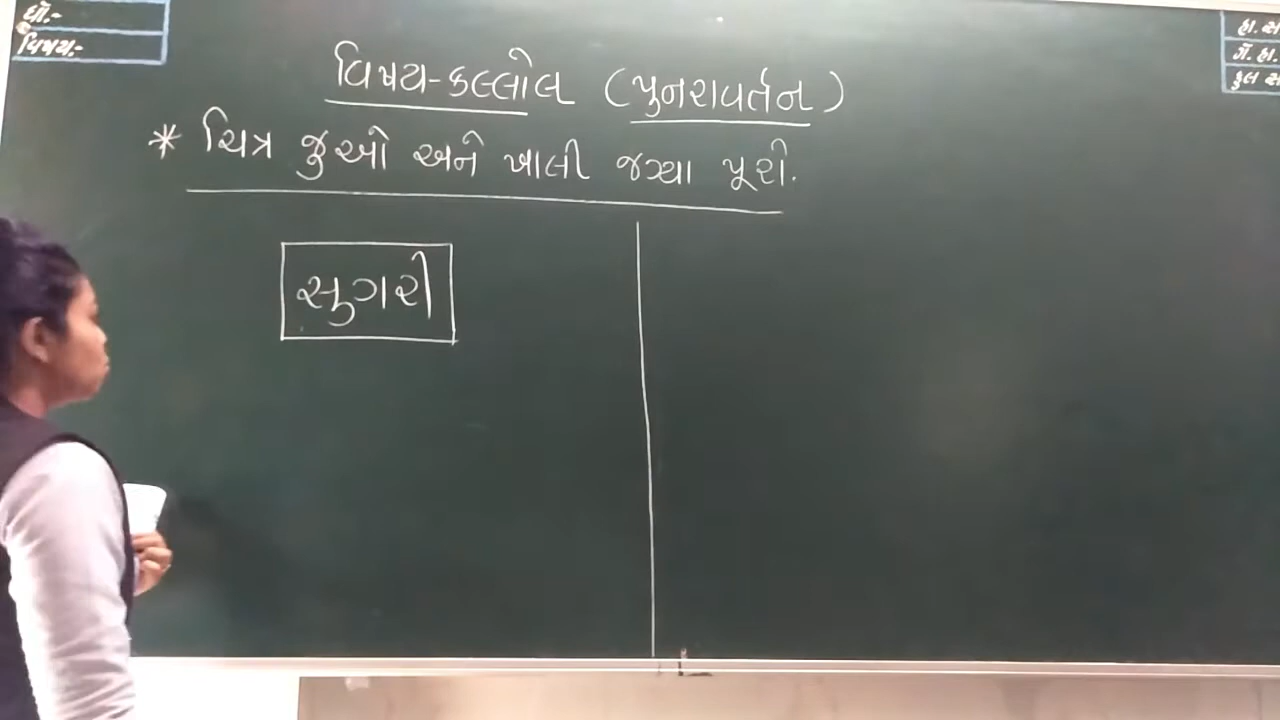 ધો.-
વિષય:-
વિષય-કલ્લોલ (પુનરાવર્તન)
* ચિત્ર જુઓ અને ખાલી જગ્યા પૂરો.
સુગરી
હા.
ગે. હા.
કુલ